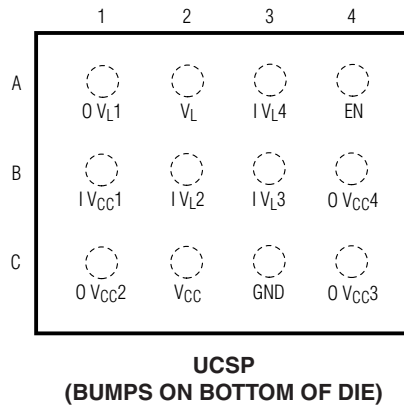 1 2 3 4
A
O VL1 VL I VL4 EN
B
I VCC1 I VL2 I VL3 O VCC4
C
O VCC2 VCC GND O VCC3
UCSP
(BUMPS ON BOTTOM OF DIE)